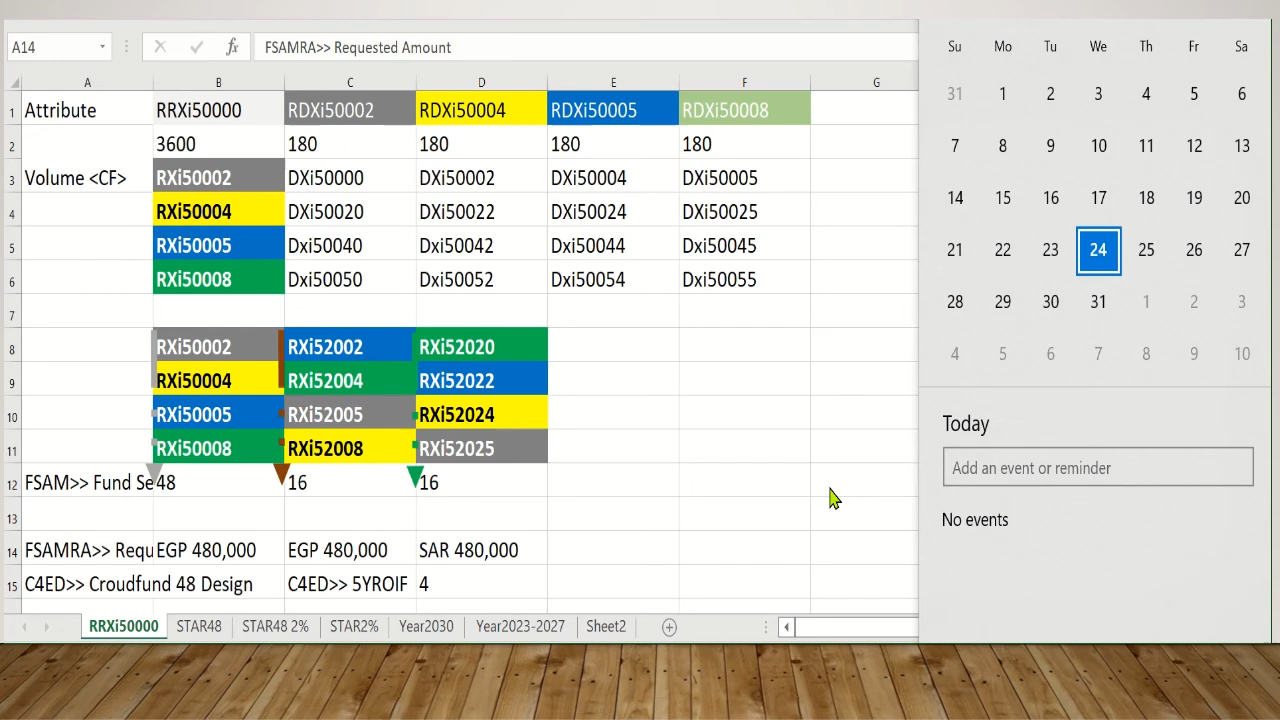 A14 fx FSAMRA>> Requested Amount
A B C D E F G
1 Attribute RRXi50000 RDXi50002 RDXi50004 RDXi50005 RDXi50008
2 3600 180 180 180 180
3 Volume <CF> RXi50002 DXi50000 DXi50002 DXi50004 DXi50005
4 RXi50004 DXi50020 DXi50022 DXi50024 DXi50025
5 RXi50005 Dxi50040 Dxi50042 Dxi50044 Dxi50045
6 RXi50008 Dxi50050 Dxi50052 Dxi50054 Dxi50055
7
8 RXi50002 RXi52002 RXi52020
9 RXi50004 RXi52004 RXi52022
10 RXi50005 RXi52005 RXi52024
11 RXi50008 RXi52008 RXi52025
12 FSAM>> Fund Se 48 16 16
13
14 FSAMRA>> Requ EGP 480,000 EGP 480,000 SAR 480,000
15 C4ED>> Croudfund 48 Design C4ED>> 5YROIF 4
RRXi50000 STAR48 STAR48 2% STAR2% Year2030 Year2023-2027 Sheet2
Su Mo Tu We Th Fr Sa
31 1 2 3 4 5 6
7 8 9 10 11 12 13
14 15 16 17 18 19 20
21 22 23 24 25 26 27
28 29 30 31 1 2 3
4 5 6 7 8 9 10
Today
Add an event or reminder
No events